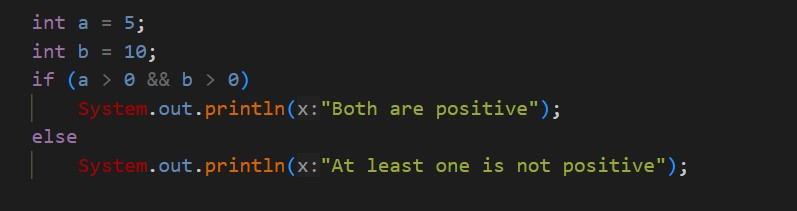 int a = 5;
int b = 10;
if (a > 0 && b > 0)
    System.out.println(x:"Both are positive");
else
    System.out.println(x:"At least one is not positive");